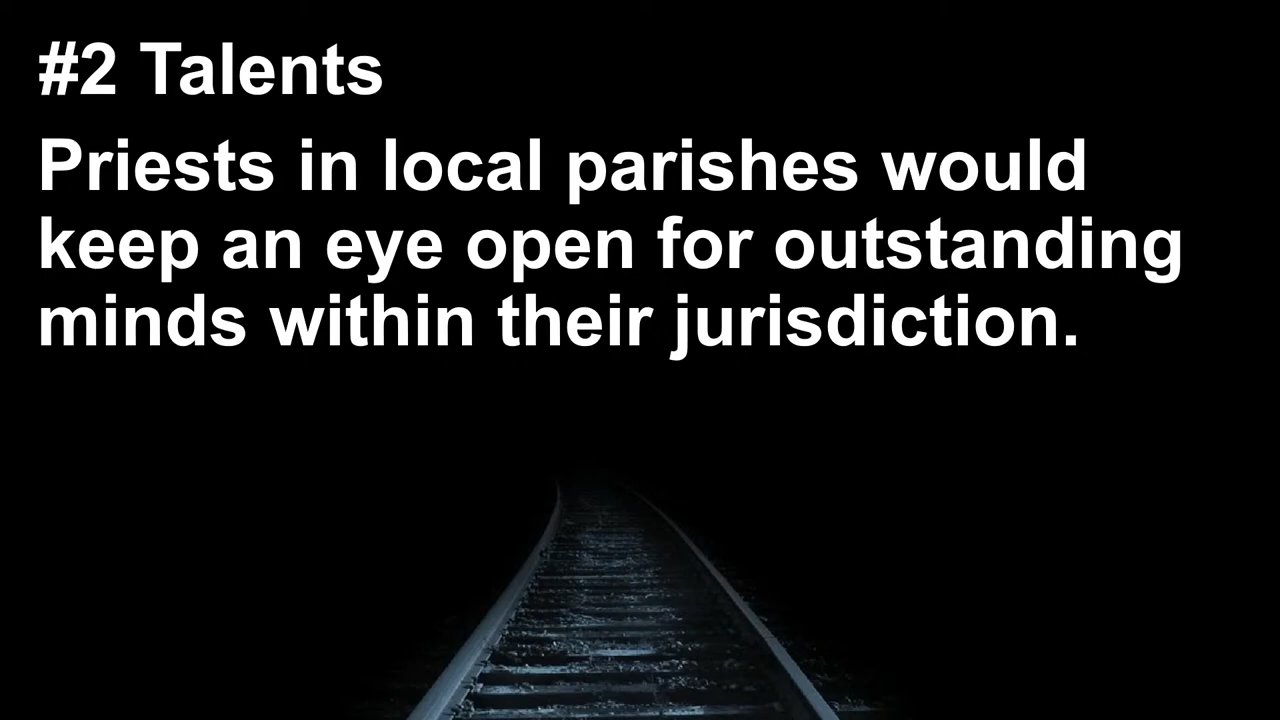 #2 Talents
Priests in local parishes would
keep an eye open for outstanding
minds within their jurisdiction.